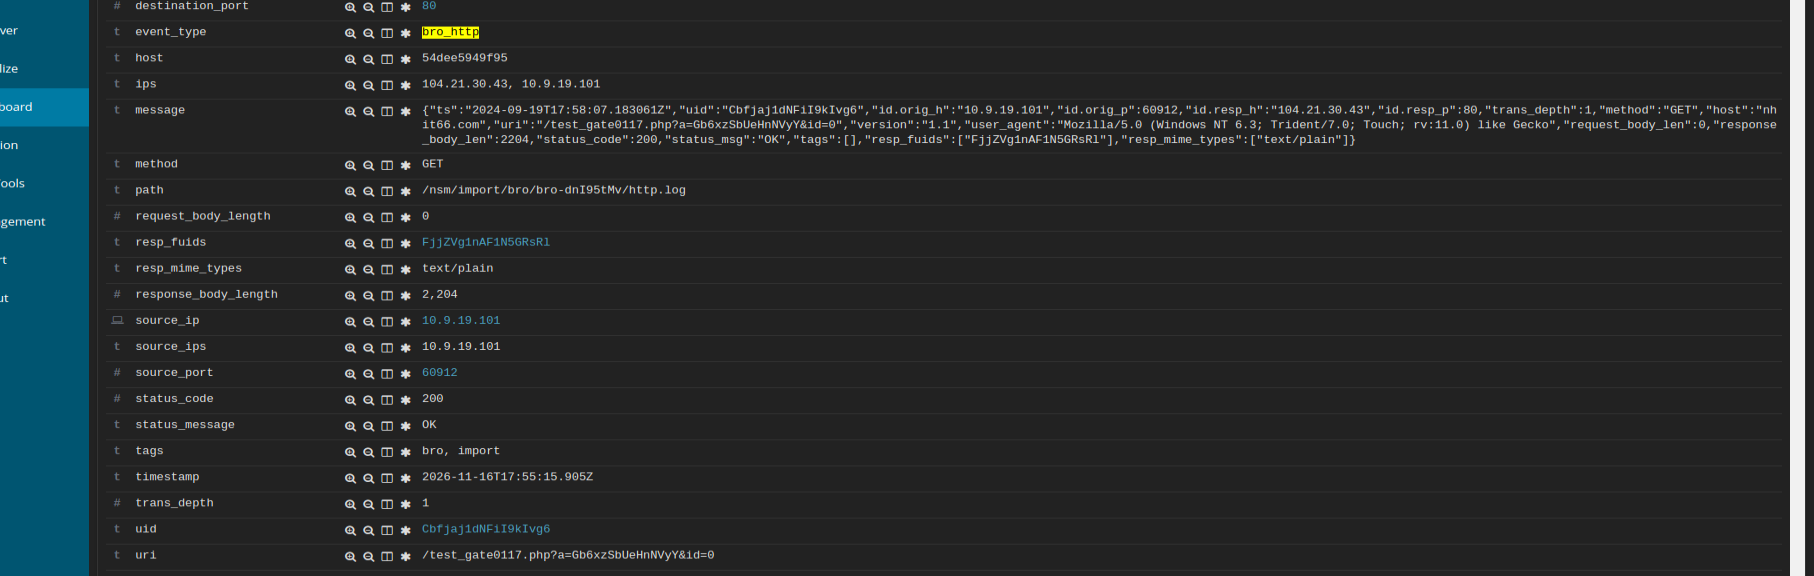 # destination_port 80
ver
t event_type bro_http
t host 54dee5949f95
lize
t ips 104.21.30.43, 10.9.19.101
board
t message {"ts":"2024-09-19T17:58:07.183061Z","uid":"Cbfjaj1dNFiI9kIvg6","id.orig_h":"10.9.19.101","id.orig_p":60912,"id.resp_h":"104.21.30.43","id.resp_p":80,"trans_depth":1,"method":"GET","host":"nh
it66.com","uri":"/test_gate0117.php?a=Gb6xzSbUeHnNVyY&id=0","version":"1.1","user_agent":"Mozilla/5.0 (Windows NT 6.3; Trident/7.0; Touch; rv:11.0) like Gecko","request_body_len":0,"response
_body_len":2204,"status_code":200,"status_msg":"OK","tags":[],"resp_fuids":["FjjZVg1nAF1N5GRsRl"],"resp_mime_types":["text/plain"]}
ion
t method GET
ools
t path /nsm/import/bro/bro-dnI95tMv/http.log
# request_body_length 0
gement
t resp_fuids FjjZVg1nAF1N5GRsRl
rt
t resp_mime_types text/plain
# response_body_length 2,204
ut
source_ip 10.9.19.101
t source_ips 10.9.19.101
# source_port 60912
# status_code 200
t status_message OK
t tags bro, import
t timestamp 2026-11-16T17:55:15.905Z
# trans_depth 1
t uid Cbfjaj1dNFiI9kIvg6
t uri /test_gate0117.php?a=Gb6xzSbUeHnNVyY&id=0